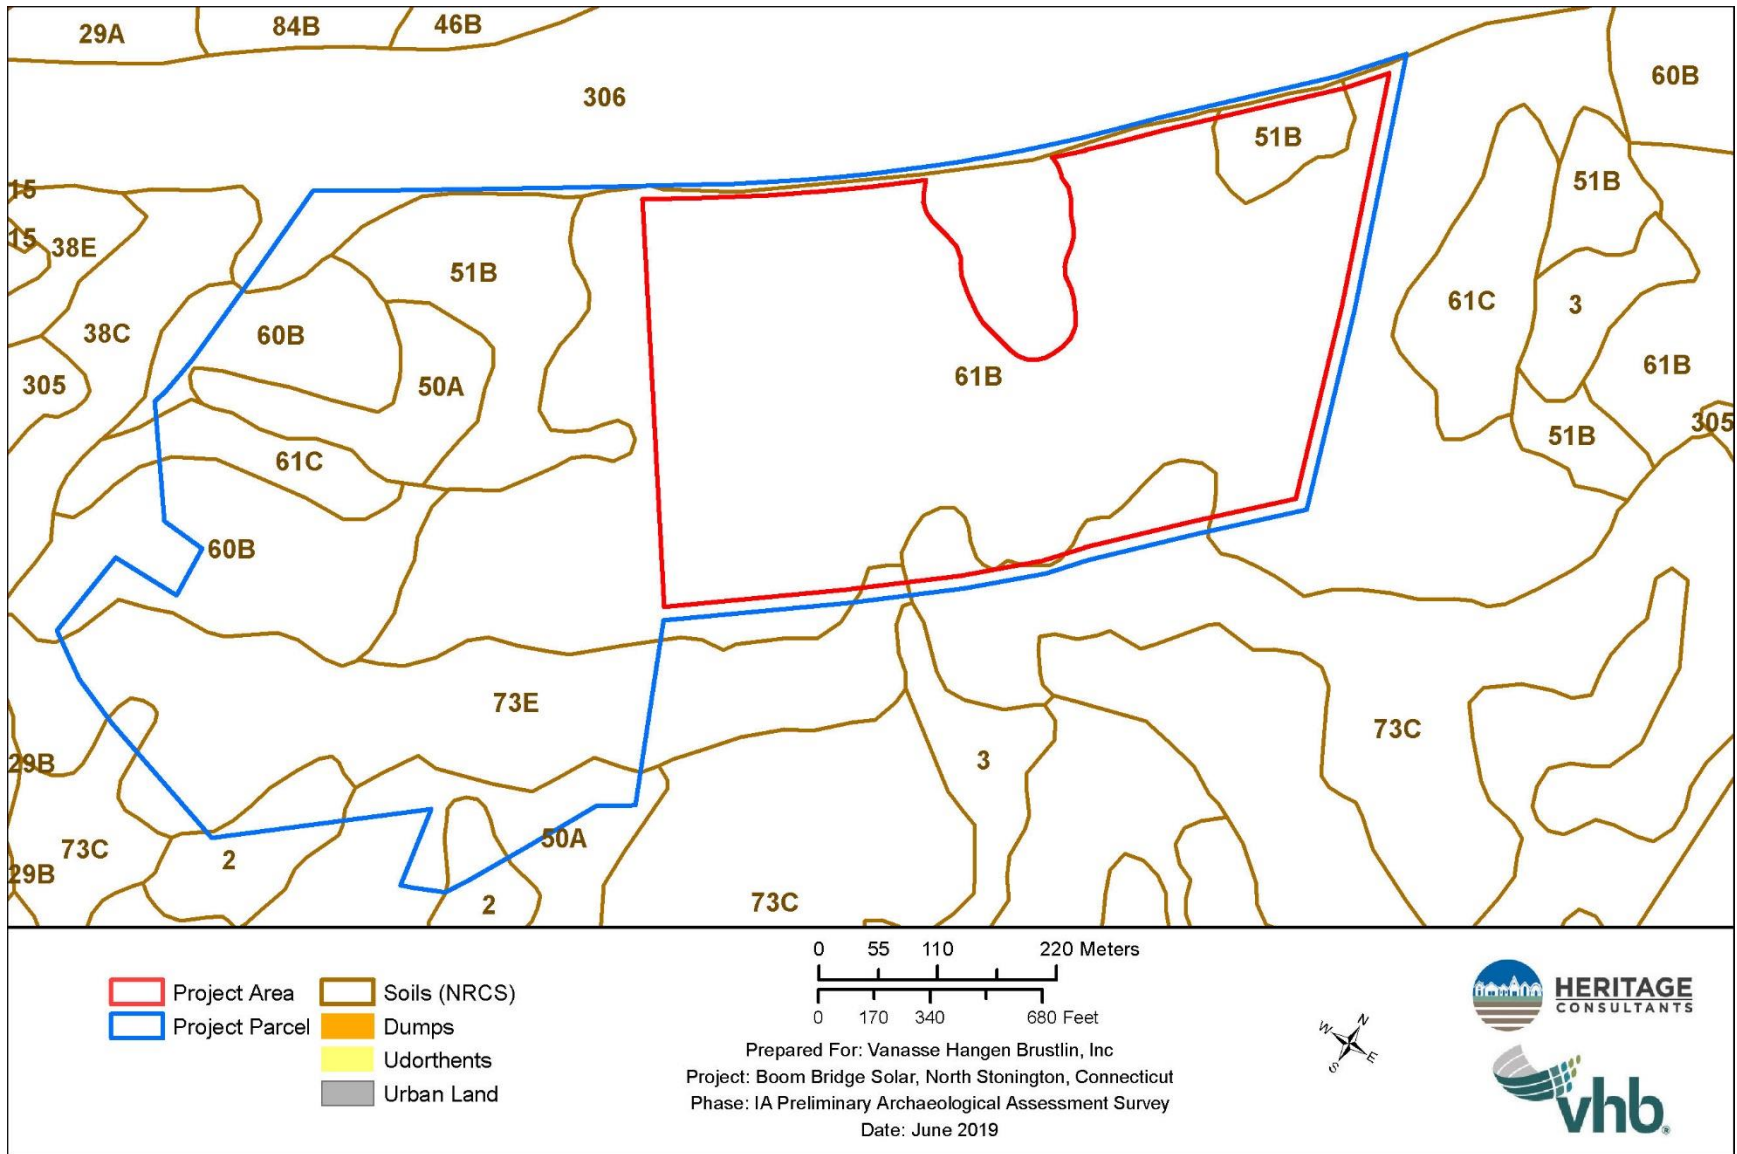 29A
84B
46B
306
60B
51B
51B
15
15
38E
51B
61C
3
38C
60B
50A
61B
61B
305
305
51B
61C
60B
73E
73C
29B
3
50A
73C
2
29B
2
73C
0 55 110 220 Meters
0 170 340 680 Feet
Project Area
Project Parcel
Soils (NRCS)
Dumps
Udorthents
Urban Land
Prepared For: Vanasse Hangen Brustlin, Inc
Project: Boom Bridge Solar, North Stonington, Connecticut
Phase: IA Preliminary Archaeological Assessment Survey
Date: June 2019
N
W
E
S
HERITAGE
CONSULTANTS
vhb®